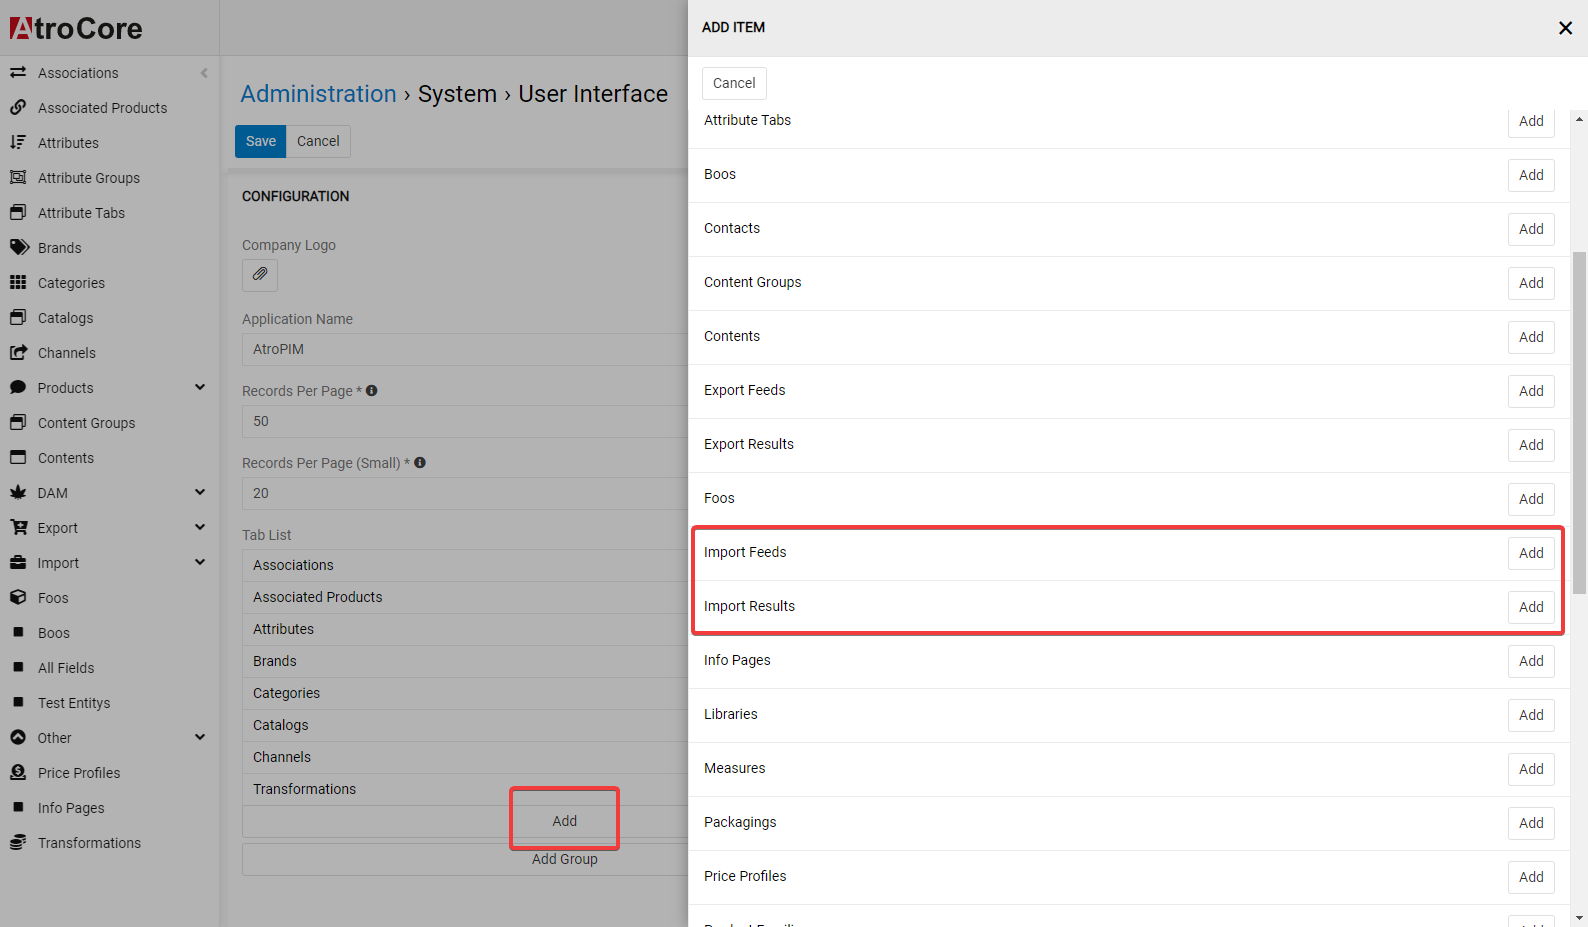 AtroCore
Associations
Associated Products
Attributes
Attribute Groups
Attribute Tabs
Brands
Categories
Catalogs
Channels
Products
Content Groups
Contents
DAM
Export
Import
Foos
Boos
All Fields
Test Entitys
Other
Price Profiles
Info Pages
Transformations
Administration › System › User Interface
Save Cancel
CONFIGURATION
Company Logo
Application Name
AtroPIM
Records Per Page *
50
Records Per Page (Small) *
20
Tab List
Associations
Associated Products
Attributes
Brands
Categories
Catalogs
Channels
Transformations
Add
Add Group
ADD ITEM
Cancel
Attribute Tabs Add
Boos Add
Contacts Add
Content Groups Add
Contents Add
Export Feeds Add
Export Results Add
Foos Add
Import Feeds Add
Import Results Add
Info Pages Add
Libraries Add
Measures Add
Packagings Add
Price Profiles Add